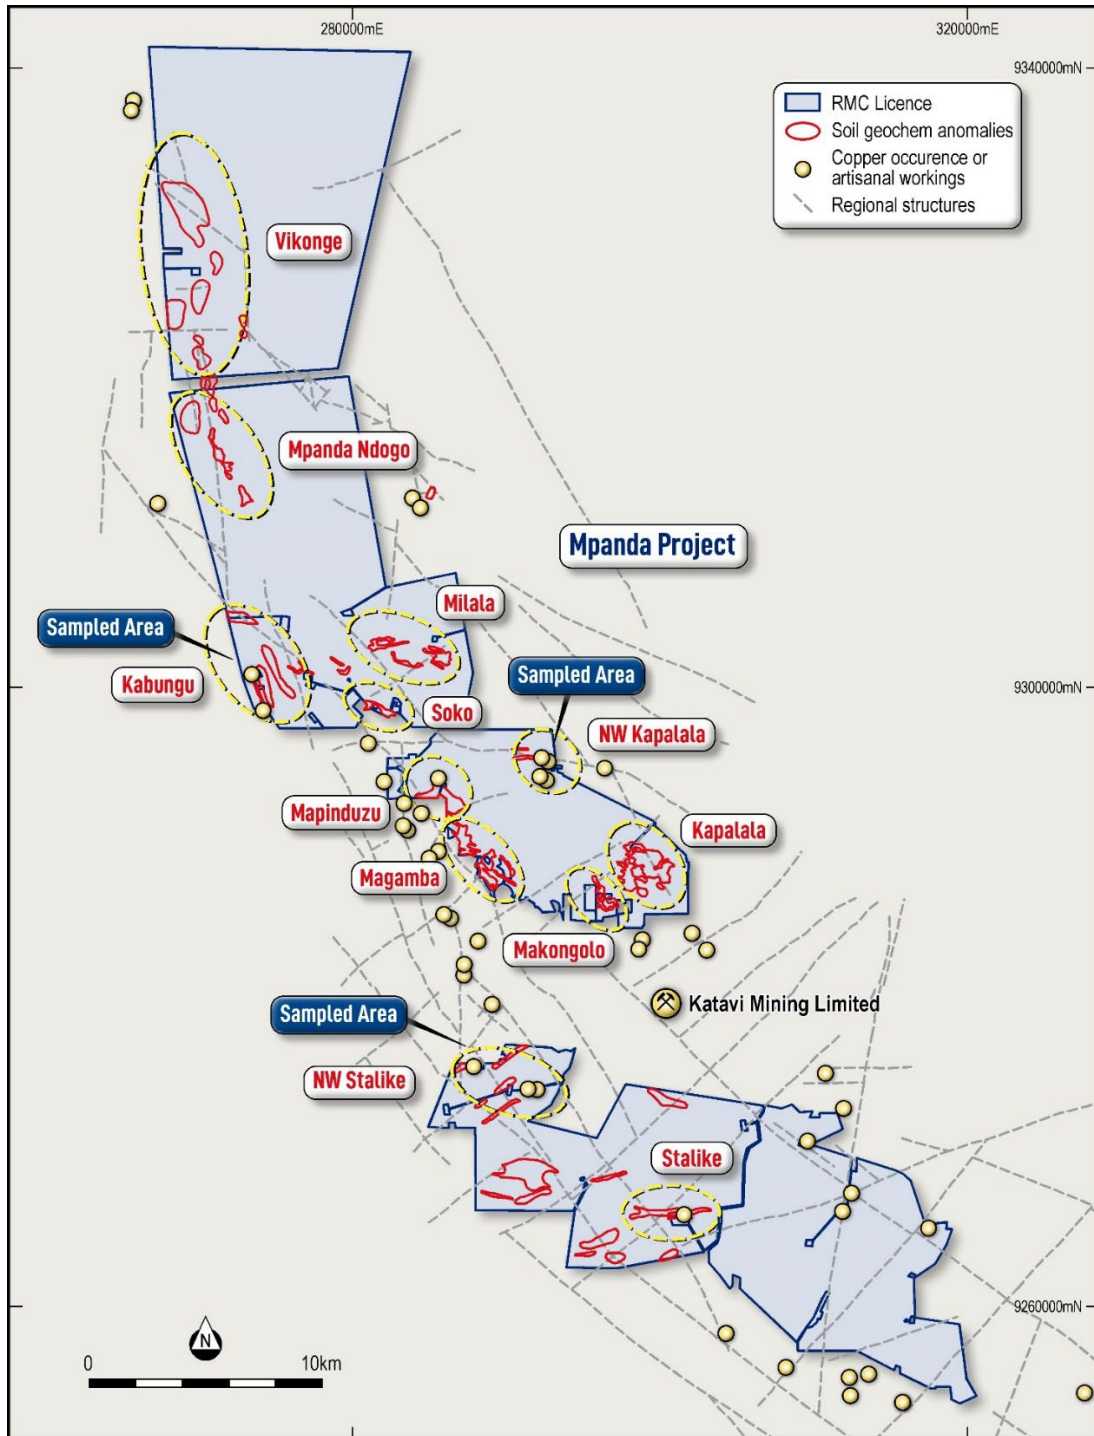 280000mE
320000mE
9340000mN
RMC Licence
Soil geochem anomalies
Copper occurence or
artisanal workings
Regional structures
Vikonge
Mpanda Ndogo
Mpanda Project
Milala
Sampled Area
Kabungu
Sampled Area
9300000mN
Soko
NW Kapalala
Mapinduzu
Kapalala
Magamba
Makongolo
Katavi Mining Limited
Sampled Area
NW Stalike
Stalike
9260000mN
N
0
10km